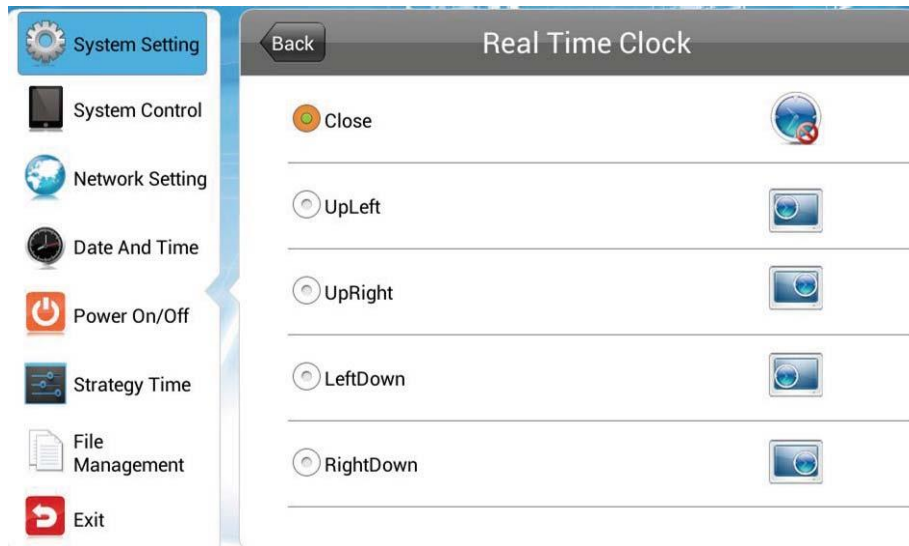 System Setting
System Control
Network Setting
Date And Time
Power On/Off
Strategy Time
File
Management
Exit
Back
Real Time Clock
Close
UpLeft
UpRight
LeftDown
RightDown